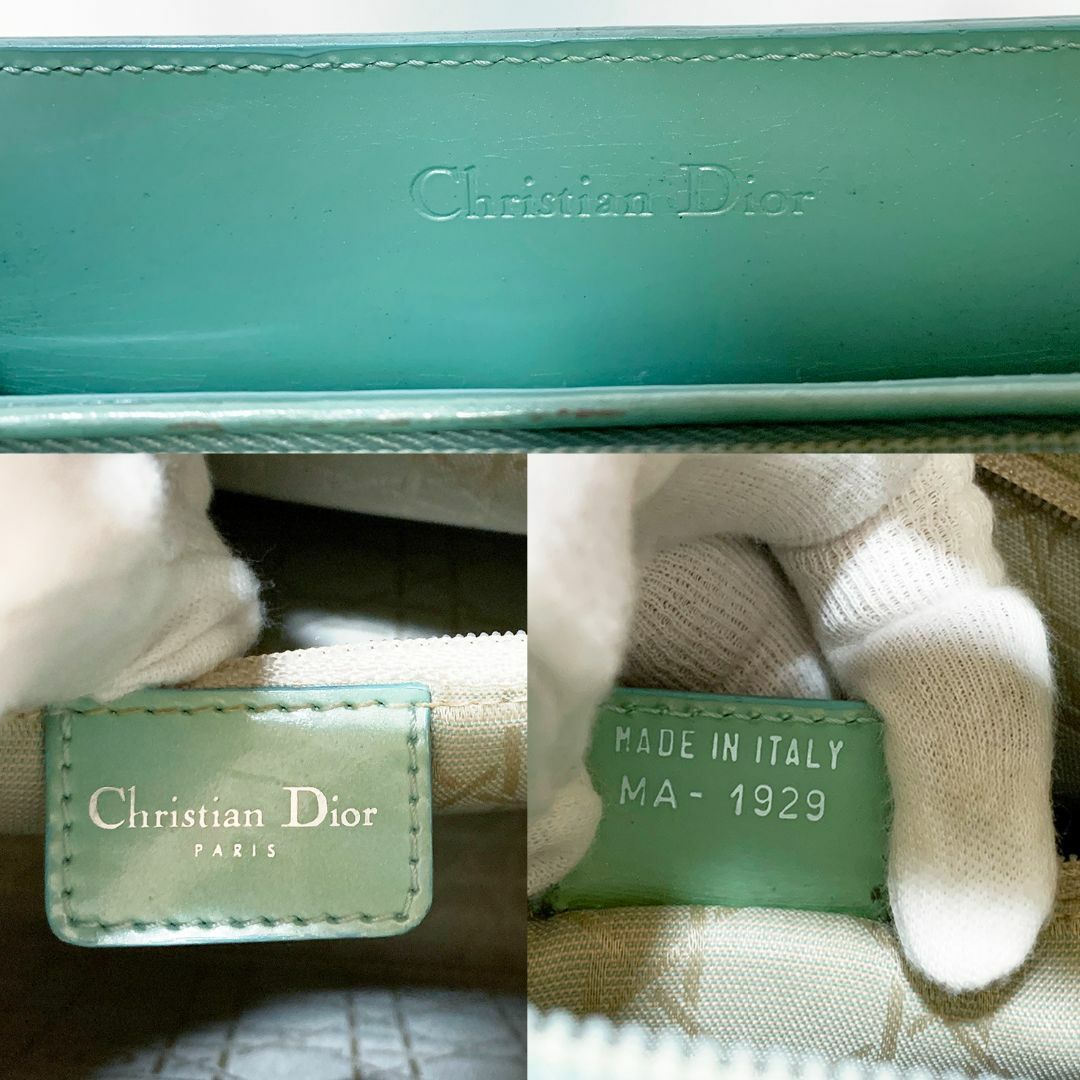 Christian Dior
Christian Dior
PARIS
MADE IN ITALY
MA - 1929